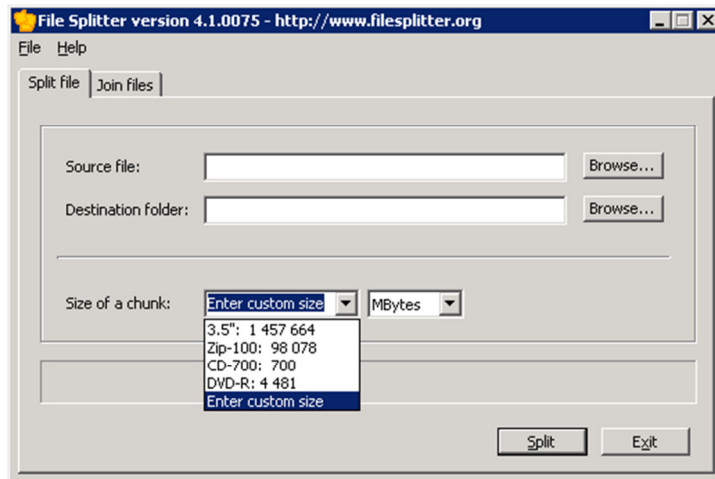 File Splitter version 4.1.0075 - http://www.filesplitter.org
File Help
Split file Join files
Source file: Browse...
Destination folder: Browse...
Size of a chunk: Enter custom size MBytes
3.5": 1 457 664
Zip-100: 98 078
CD-700: 700
DVD-R: 4 481
Enter custom size
Split Exit